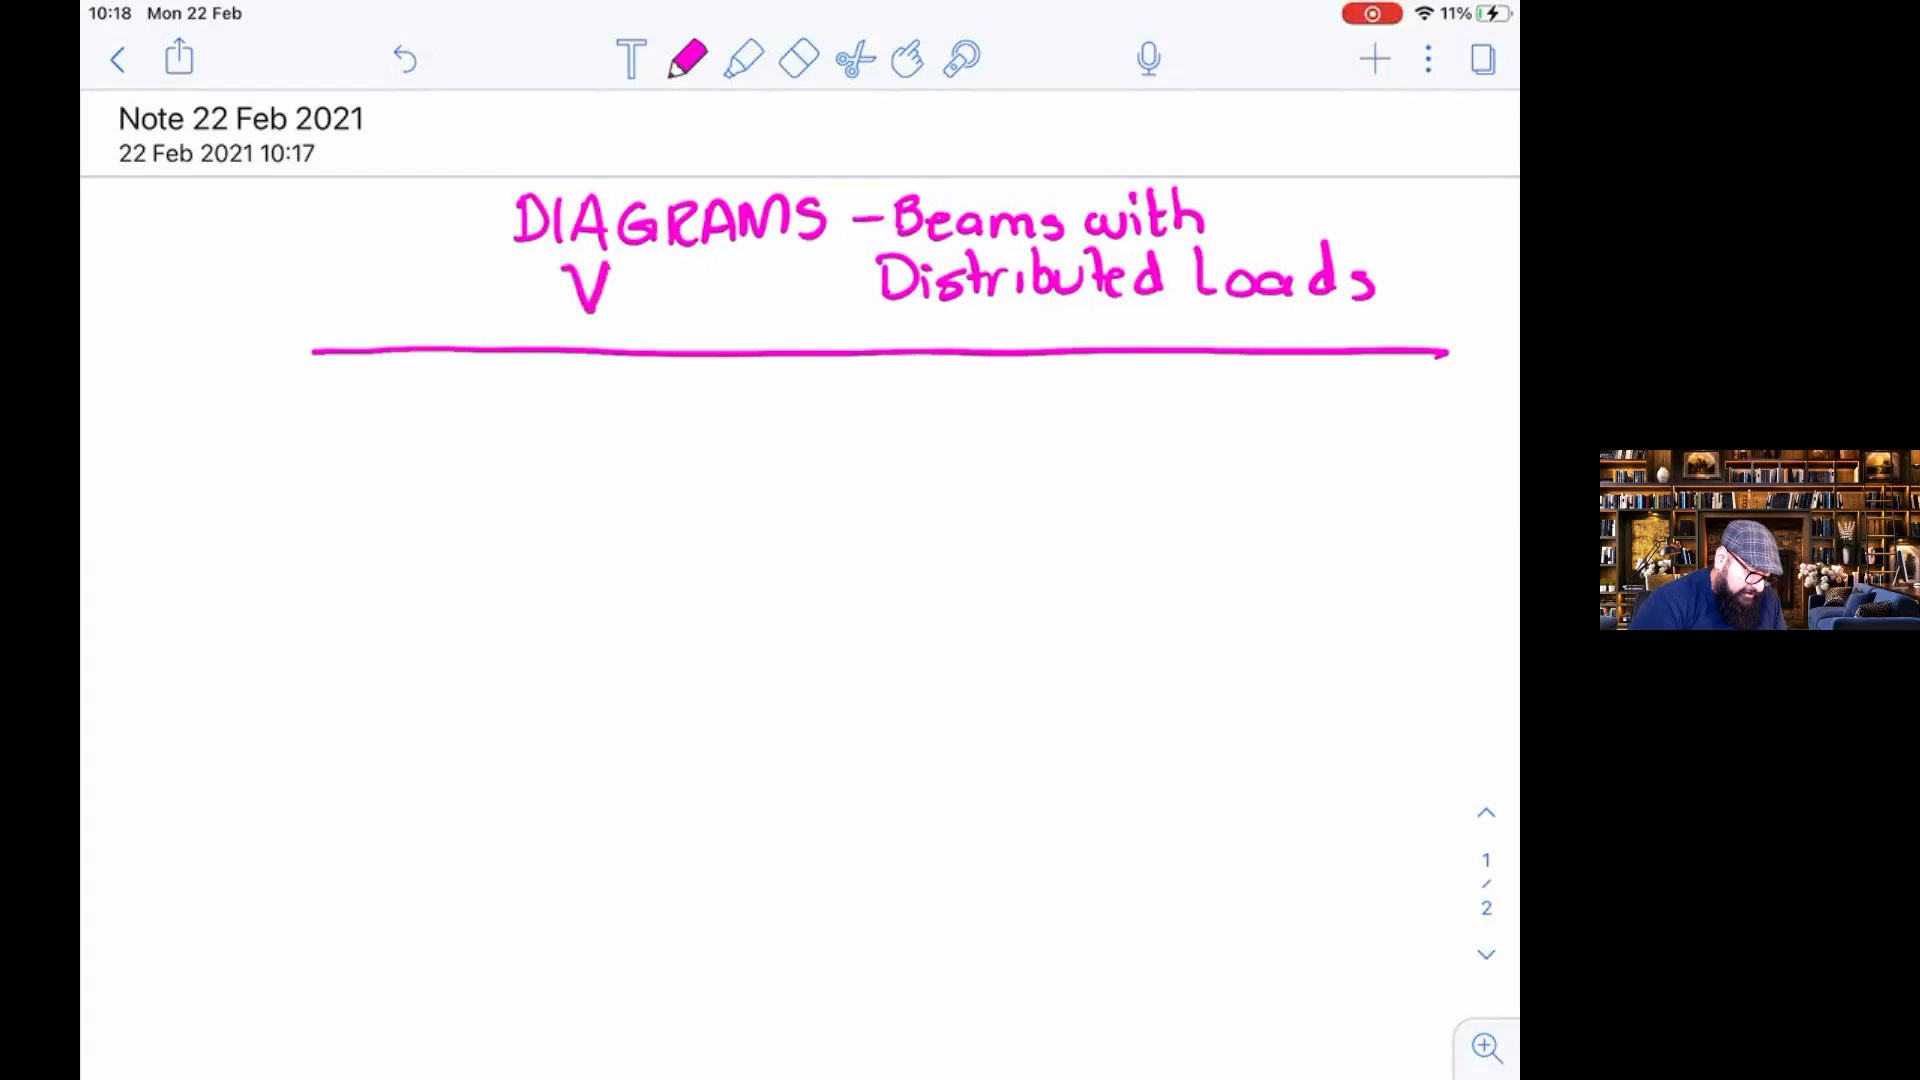 10:18 Mon 22 Feb
11%
T
Note 22 Feb 2021
22 Feb 2021 10:17
DIAGRAMS - Beams with
V Distributed Loads
1
/
2